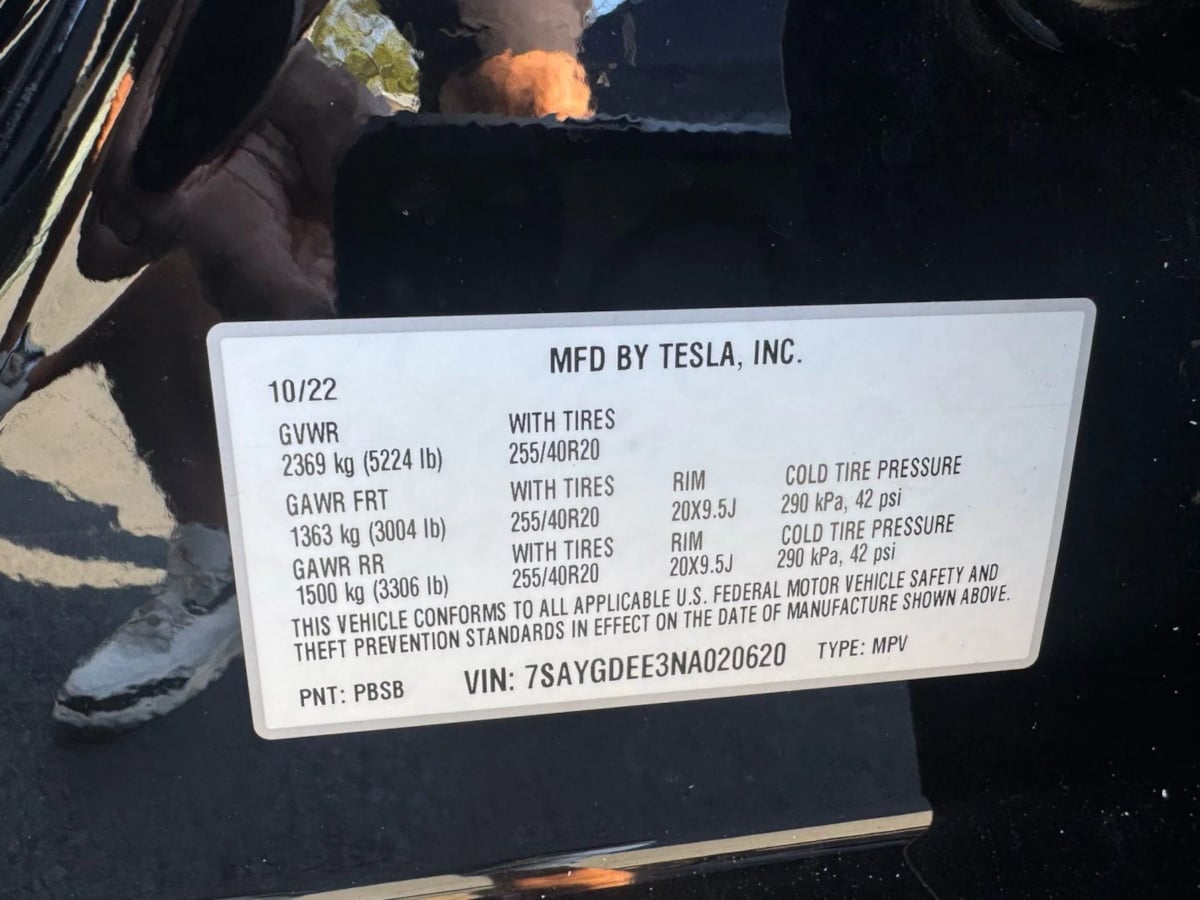 MFD BY TESLA, INC.
10/22
GVWR WITH TIRES
2369 kg (5224 lb) 255/40R20
GAWR FRT WITH TIRES RIM COLD TIRE PRESSURE
1363 kg (3004 lb) 255/40R20 20X9.5J 290 kPa, 42 psi
GAWR RR WITH TIRES RIM COLD TIRE PRESSURE
1500 kg (3306 lb) 255/40R20 20X9.5J 290 kPa, 42 psi
THIS VEHICLE CONFORMS TO ALL APPLICABLE U.S. FEDERAL MOTOR VEHICLE SAFETY AND
THEFT PREVENTION STANDARDS IN EFFECT ON THE DATE OF MANUFACTURE SHOWN ABOVE.
PNT: PBSB VIN: 7SAYGDEE3NA020620 TYPE: MPV